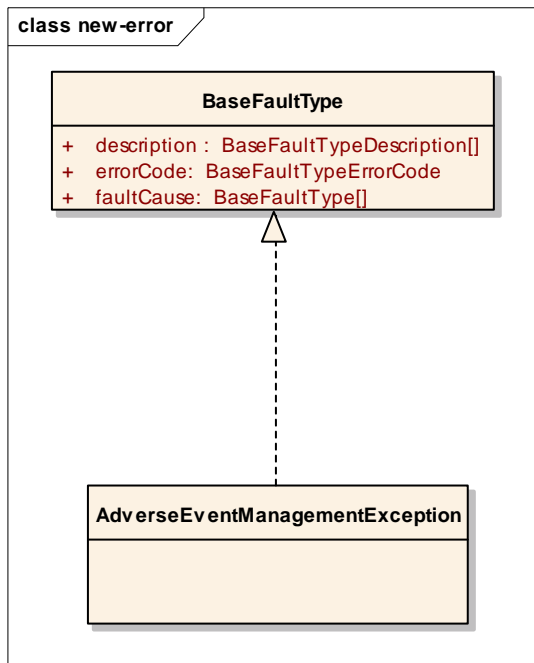 class new-error
BaseFaultType
+ description : BaseFaultTypeDescription[]
+ errorCode: BaseFaultTypeErrorCode
+ faultCause: BaseFaultType[]
AdverseEventManagementException